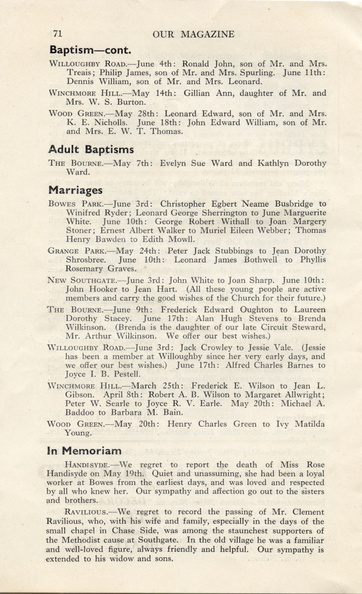 71 OUR MAGAZINE
Baptism—cont.
WILLOUGHBY ROAD.—June 4th: Ronald John, son of Mr. and Mrs.
Treais; Philip James, son of Mr. and Mrs. Spurling. June 11th:
Dennis William, son of Mr. and Mrs. Leonard.
WINCHMORE HILL.—May 14th: Gillian Ann, daughter of Mr. and
Mrs. W. S. Burton.
WOOD GREEN.—May 28th: Leonard Edward, son of Mr. and Mrs.
K. E. Nicholls. June 18th: John Edward William, son of Mr.
and Mrs. E. W. T. Thomas.
Adult Baptisms
THE BOURNE.—May 7th: Evelyn Sue Ward and Kathlyn Dorothy
Ward.
Marriages
BOWES PARK.—June 3rd: Christopher Egbert Neame Busbridge to
Winifred Ryder; Leonard George Sherrington to June Marguerite
White. June 10th: George Robert Withall to Joan Margery
Stoner; Ernest Albert Walker to Muriel Eileen Webber; Thomas
Henry Bawden to Edith Mowll.
GRANGE PARK.—May 24th: Peter Jack Stubbings to Jean Dorothy
Shrosbree. June 10th: Leonard James Bothwell to Phyllis
Rosemary Graves.
NEW SOUTHGATE.—June 3rd: John White to Joan Sharp. June 10th:
John Hooker to Jean Hart. (All these young people are active
members and carry the good wishes of the Church for their future.)
THE BOURNE.—June 9th: Frederick Edward Oughton to Laureen
Dorothy Stacey. June 17th: Alan Hugh Stevens to Brenda
Wilkinson. (Brenda is the daughter of our late Circuit Steward,
Mr. Arthur Wilkinson. We offer our best wishes.)
WILLOUGHBY ROAD.—June 3rd: Jack Crowley to Jessie Vale. (Jessie
has been a member at Willoughby since her very early days, and
we offer our best wishes.) June 17th: Alfred Charles Barnes to
Joyce I. B. Pestell.
WINCHMORE HILL.—March 25th: Frederick E. Wilson to Jean L.
Gibson. April 8th: Robert A. B. Wilson to Margaret Allwright;
Peter W. Searle to Joyce R. V. Earle. May 20th: Michael A.
Baddoo to Barbara M. Bain.
WOOD GREEN.—May 20th: Henry Charles Green to Ivy Matilda
Young.
In Memoriam
HANDISYDE.—We regret to report the death of Miss Rose
Handisyde on May 19th. Quiet and unassuming, she had been a loyal
worker at Bowes from the earliest days, and was loved and respected
by all who knew her. Our sympathy and affection go out to the sisters
and brothers.
RAVILIOUS.—We regret to record the passing of Mr. Clement
Ravilious, who, with his wife and family, especially in the days of the
small chapel in Chase Side, was among the staunchest supporters of
the Methodist cause at Southgate. In the old village he was a familiar
and well-loved figure, always friendly and helpful. Our sympathy is
extended to his widow and sons.